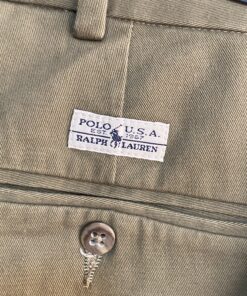 POLO U.S.A.
EST. 1967
RALPH LAUREN